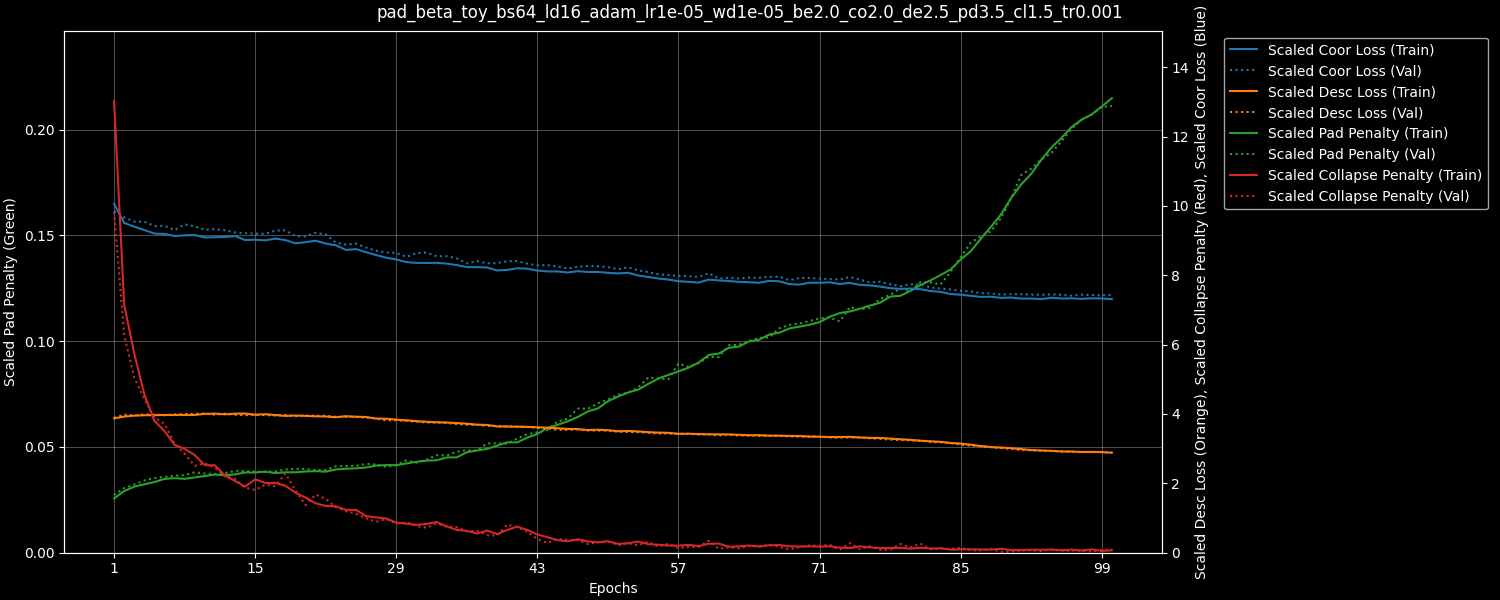 pad_beta_toy_bs64_ld16_adam_lr1e-05_wd1e-05_be2.0_co2.0_de2.5_pd3.5_cl1.5_tr0.001
Scaled Pad Penalty (Green)
0.20
0.15
0.10
0.05
0.00
1
15
29
43
57
71
85
99
Epochs
14
12
10
8
6
4
2
0
Scaled Desc Loss (Orange), Scaled Collapse Penalty (Red), Scaled Coor Loss (Blue)
Scaled Coor Loss (Train)
Scaled Coor Loss (Val)
Scaled Desc Loss (Train)
Scaled Desc Loss (Val)
Scaled Pad Penalty (Train)
Scaled Pad Penalty (Val)
Scaled Collapse Penalty (Train)
Scaled Collapse Penalty (Val)